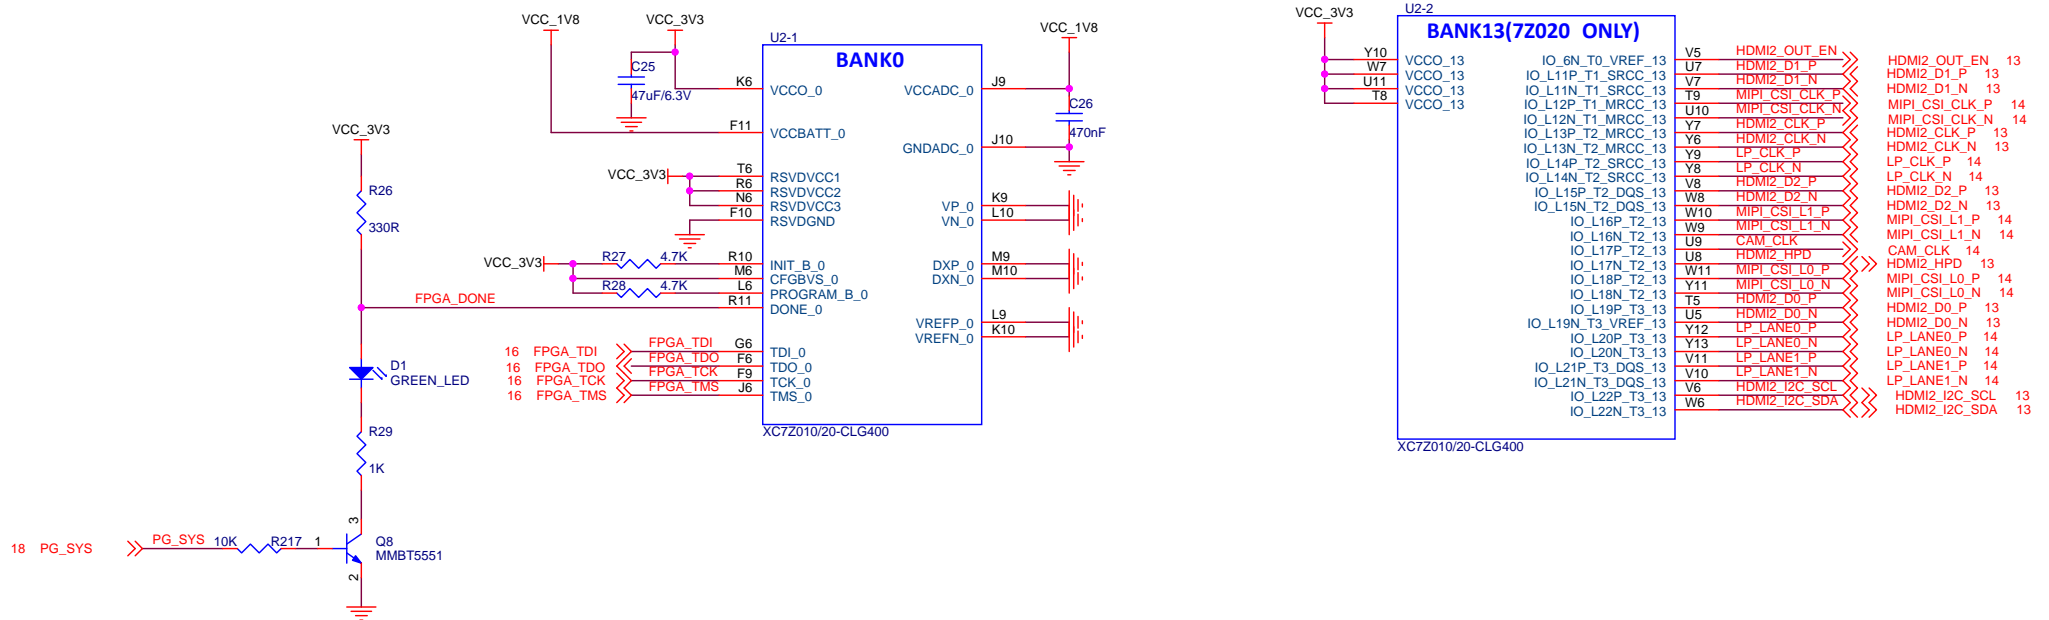 VCC_1V8 VCC_3V3
C25
47uF/6.3V
VCC_3V3
R26
330R
FPGA_DONE
D1
GREEN_LED
R29
1K
3
18 PG_SYS PG_SYS 10K R217 1
Q8
MMBT5551
2
VCC_3V3
VCC_3V3
R27 4.7K
R28 4.7K
16 FPGA_TDI FPGA_TDI
16 FPGA_TDO FPGA_TDO
16 FPGA_TCK FPGA_TCK
16 FPGA_TMS FPGA_TMS
U2-1
BANK0
K6 VCCO_0
F11 VCCBATT_0
T6 RSVDVCC1
R6 RSVDVCC2
N6 RSVDVCC3
F10 RSVDGND
R10 INIT_B_0
M6 CFGBVS_0
L6 PROGRAM_B_0
R11 DONE_0
G6 TDI_0
F6 TDO_0
F9 TCK_0
J6 TMS_0
VCCADC_0 J9
GNDADC_0 J10
VP_0 K9
VN_0 L10
DXP_0 M9
DXN_0 M10
VREFP_0 L9
VREFN_0 K10
XC7Z010/20-CLG400
VCC_1V8
C26
470nF
VCC_3V3
U2-2
BANK13(7Z020 ONLY)
Y10 VCCO_13
W7 VCCO_13
U11 VCCO_13
T8 VCCO_13
IO_6N_T0_VREF_13 V5 HDMI2_OUT_EN HDMI2_OUT_EN 13
IO_L11P_T1_SRCC_13 U7 HDMI2_D1_P HDMI2_D1_P 13
IO_L11N_T1_SRCC_13 V7 HDMI2_D1_N HDMI2_D1_N 13
IO_L12P_T1_MRCC_13 T9 MIPI_CSI_CLK_P MIPI_CSI_CLK_P 14
IO_L12N_T1_MRCC_13 U10 MIPI_CSI_CLK_N MIPI_CSI_CLK_N 14
IO_L13P_T2_MRCC_13 Y7 HDMI2_CLK_P HDMI2_CLK_P 13
IO_L13N_T2_MRCC_13 Y6 HDMI2_CLK_N HDMI2_CLK_N 13
IO_L14P_T2_SRCC_13 Y9 LP_CLK_P LP_CLK_P 14
IO_L14N_T2_SRCC_13 Y8 LP_CLK_N LP_CLK_N 14
IO_L15P_T2_DQS_13 V8 HDMI2_D2_P HDMI2_D2_P 13
IO_L15N_T2_DQS_13 W8 HDMI2_D2_N HDMI2_D2_N 13
IO_L16P_T2_13 W10 MIPI_CSI_L1_P MIPI_CSI_L1_P 14
IO_L16N_T2_13 W9 MIPI_CSI_L1_N MIPI_CSI_L1_N 14
IO_L17P_T2_13 U9 CAM_CLK CAM_CLK 14
IO_L17N_T2_13 U8 HDMI2_HPD HDMI2_HPD 13
IO_L18P_T2_13 W11 MIPI_CSI_L0_P MIPI_CSI_L0_P 14
IO_L18N_T2_13 Y11 MIPI_CSI_L0_N MIPI_CSI_L0_N 14
IO_L19P_T3_13 T5 HDMI2_D0_P HDMI2_D0_P 13
IO_L19N_T3_VREF_13 U5 HDMI2_D0_N HDMI2_D0_N 13
IO_L20P_T3_13 Y12 LP_LANE0_P LP_LANE0_P 14
IO_L20N_T3_13 Y13 LP_LANE0_N LP_LANE0_N 14
IO_L21P_T3_DQS_13 V11 LP_LANE1_P LP_LANE1_P 14
IO_L21N_T3_DQS_13 V10 LP_LANE1_N LP_LANE1_N 14
IO_L22P_T3_13 V6 HDMI2_I2C_SCL HDMI2_I2C_SCL 13
IO_L22N_T3_13 W6 HDMI2_I2C_SDA HDMI2_I2C_SDA 13
XC7Z010/20-CLG400